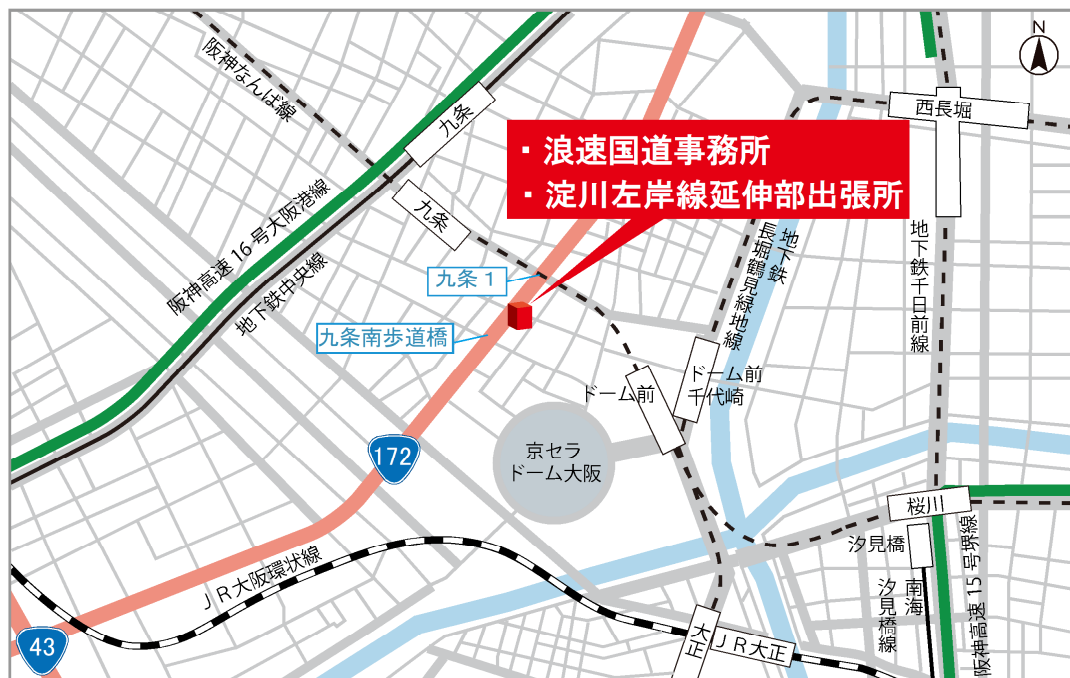 N
阪神なんば線
九条
西長堀
・浪速国道事務所
・淀川左岸線延伸部出張所
九条
阪神高速16号大阪港線
地下鉄中央線
九条1
九条南歩道橋
地下鉄
長堀鶴見緑地線
地下鉄千日前線
ドーム前
千代崎
ドーム前
172
京セラ
ドーム大阪
桜川
汐見橋
南海
汐見橋線
阪神高速15号堺線
JR大阪環状線
大正
JR大正
43